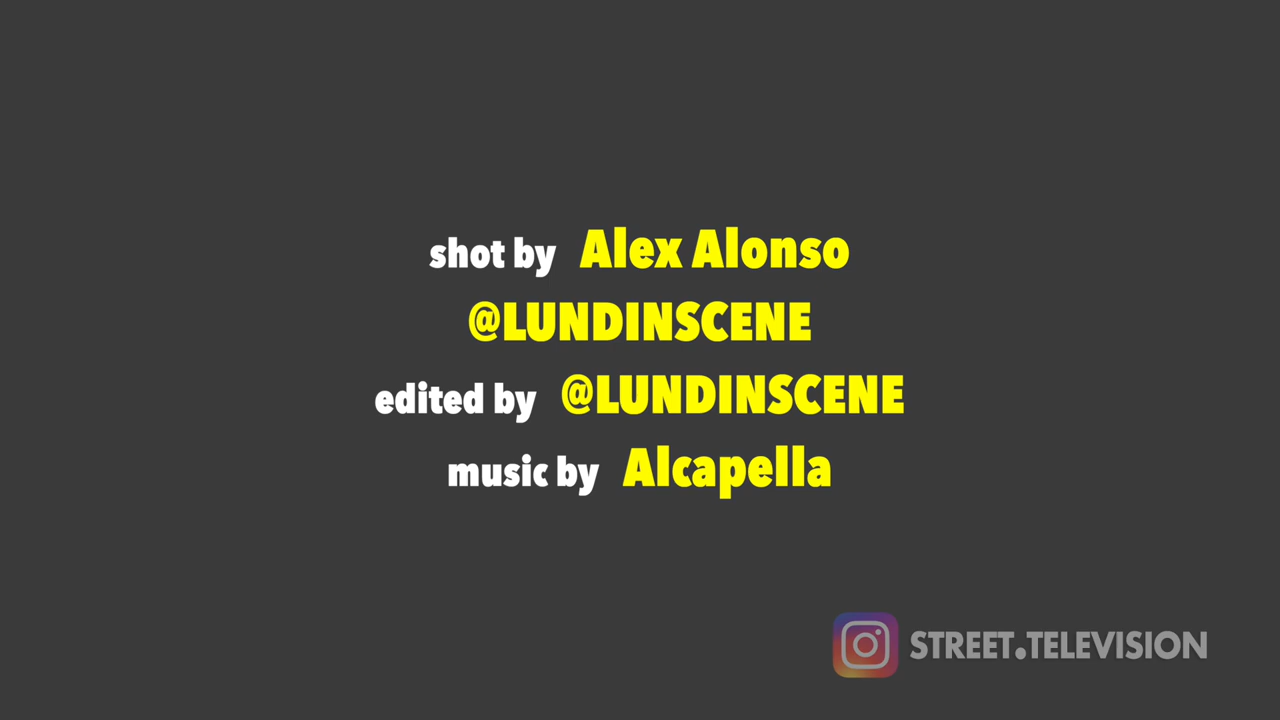 shot by Alex Alonso
@LUNDINSCENE
edited by @LUNDINSCENE
music by Alcapella
STREET.TELEVISION